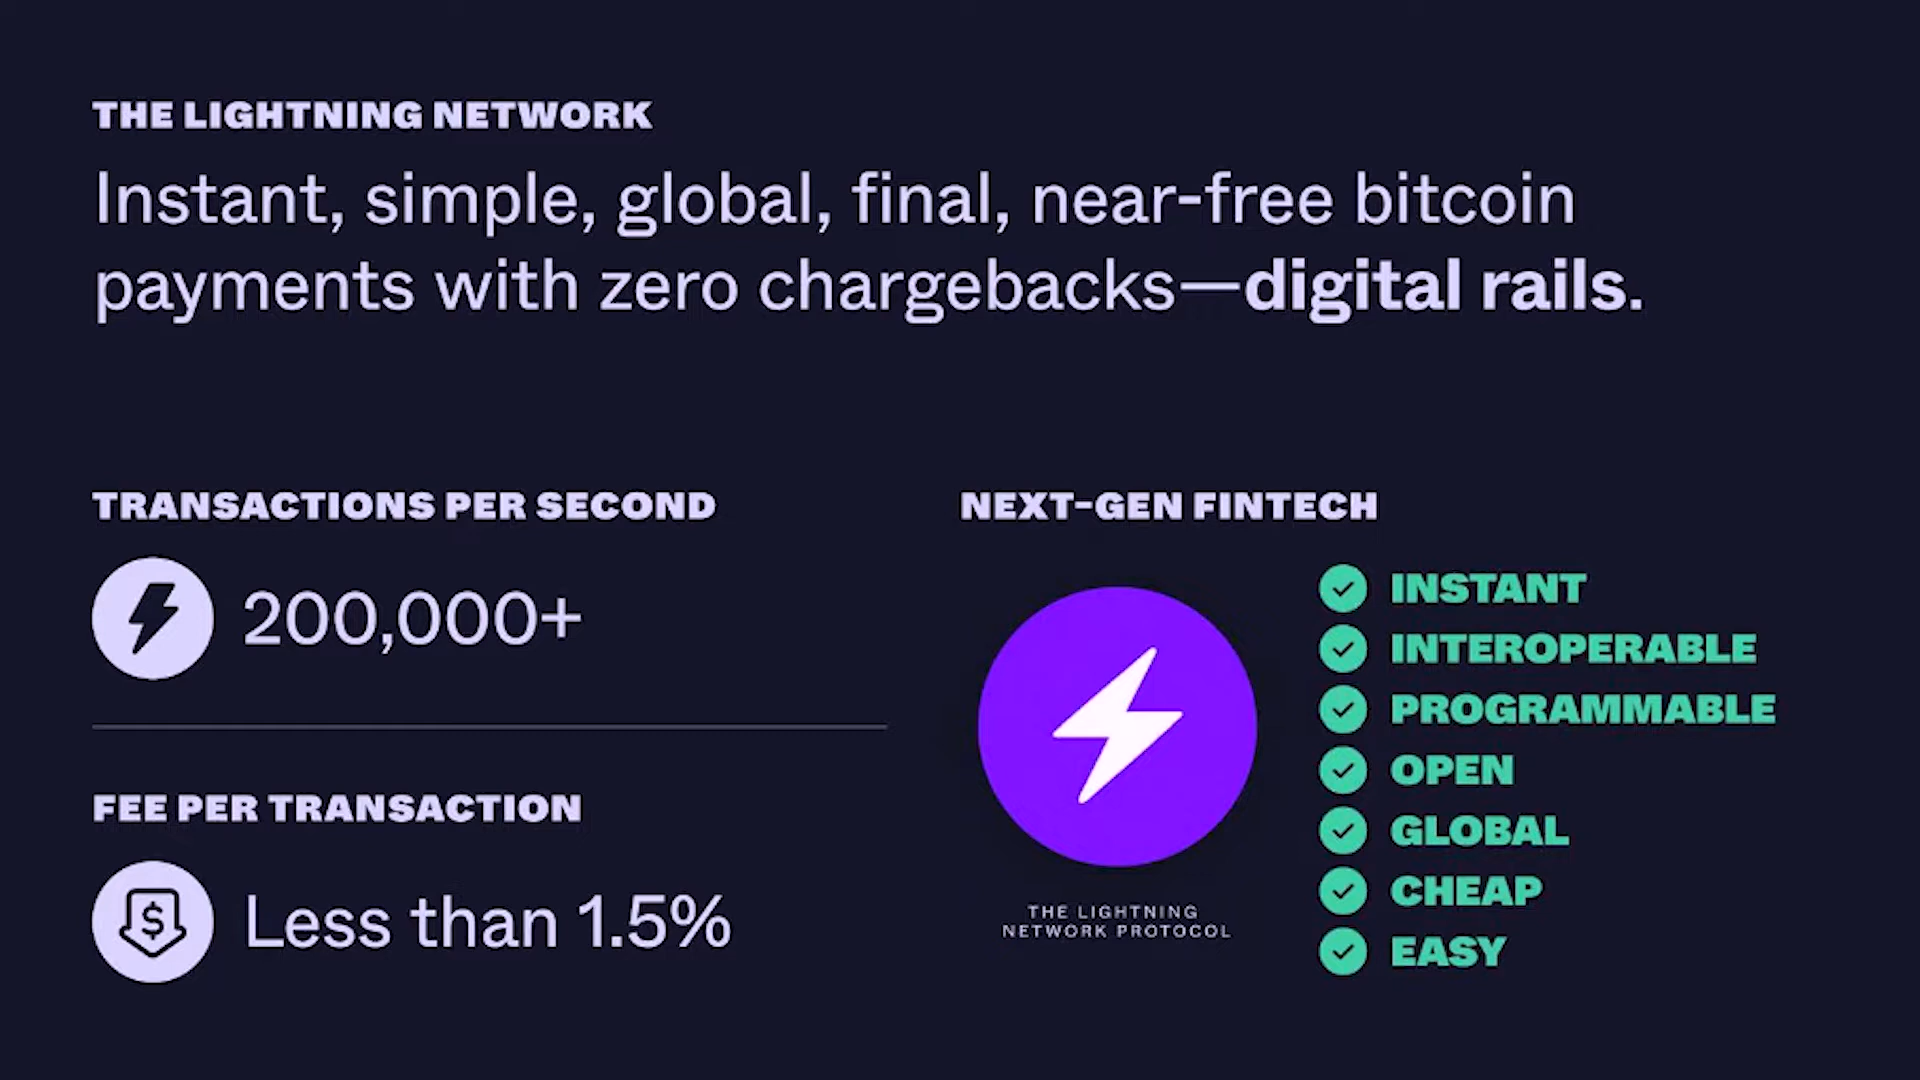 THE LIGHTNING NETWORK
Instant, simple, global, final, near-free bitcoin
payments with zero chargebacks—digital rails.
TRANSACTIONS PER SECOND
200,000+
FEE PER TRANSACTION
$
Less than 1.5%
NEXT-GEN FINTECH
THE LIGHTNING
NETWORK PROTOCOL
INSTANT
INTEROPERABLE
PROGRAMMABLE
OPEN
GLOBAL
CHEAP
EASY